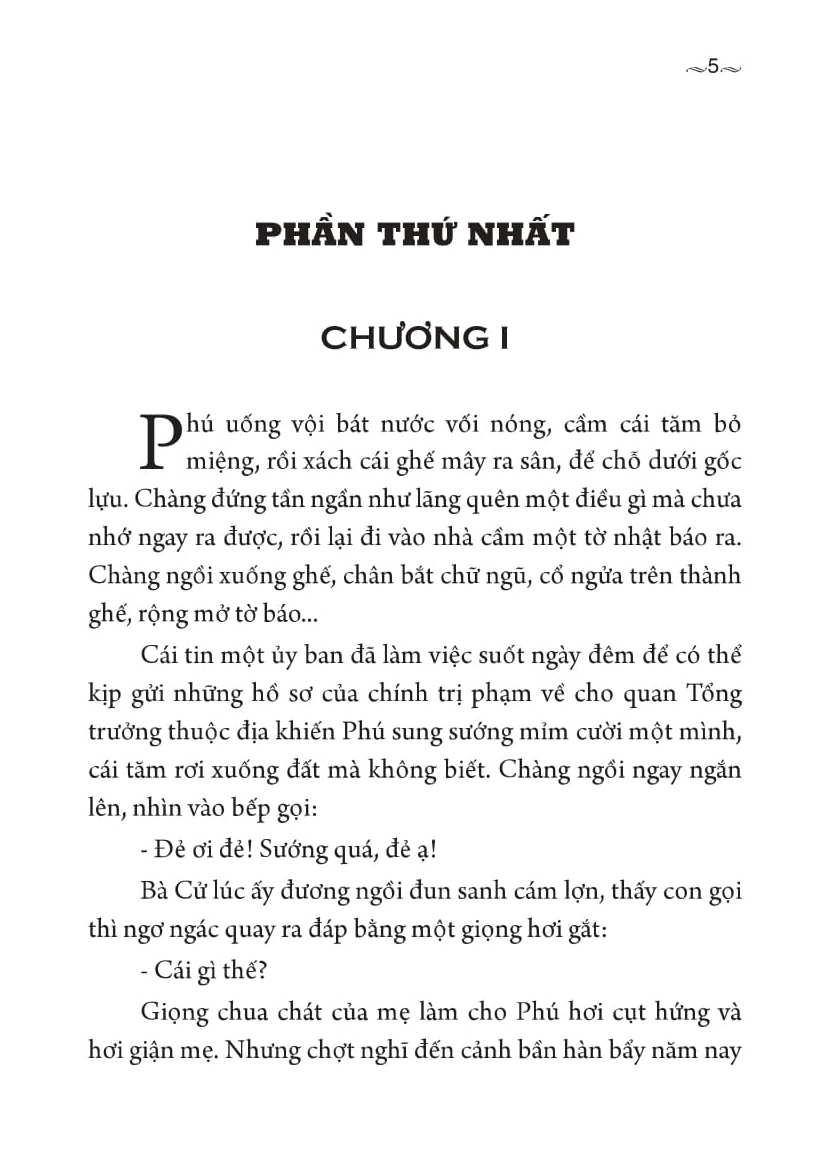 5
PHẦN THỨ NHẤT
CHƯƠNG I
Phú uống vội bát nước vối nóng, cầm cái tăm bỏ
miệng, rồi xách cái ghế mây ra sân, để chỗ dưới gốc
lựu. Chàng đứng tần ngần như lãng quên một điều gì mà chưa
nhớ ngay ra được, rồi lại đi vào nhà cầm một tờ nhật báo ra.
Chàng ngồi xuống ghế, chân bắt chữ ngũ, cổ ngửa trên thành
ghế, rộng mở tờ báo...
Cái tin một ủy ban đã làm việc suốt ngày đêm để có thể
kịp gửi những hồ sơ của chính trị phạm về cho quan Tổng
trưởng thuộc địa khiến Phú sung sướng mỉm cười một mình,
cái tăm rơi xuống đất mà không biết. Chàng ngồi ngay ngắn
lên, nhìn vào bếp gọi:
- Đẻ ơi đẻ! Sướng quá, đẻ ạ!
Bà Cử lúc ấy đương ngồi đun sanh cám lợn, thấy con gọi
thì ngơ ngác quay ra đáp bằng một giọng hơi gắt:
- Cái gì thế?
Giọng chua chát của mẹ làm cho Phú hơi cụt hứng và
hơi giận mẹ. Nhưng chợt nghĩ đến cảnh bần hàn bẩy năm nay